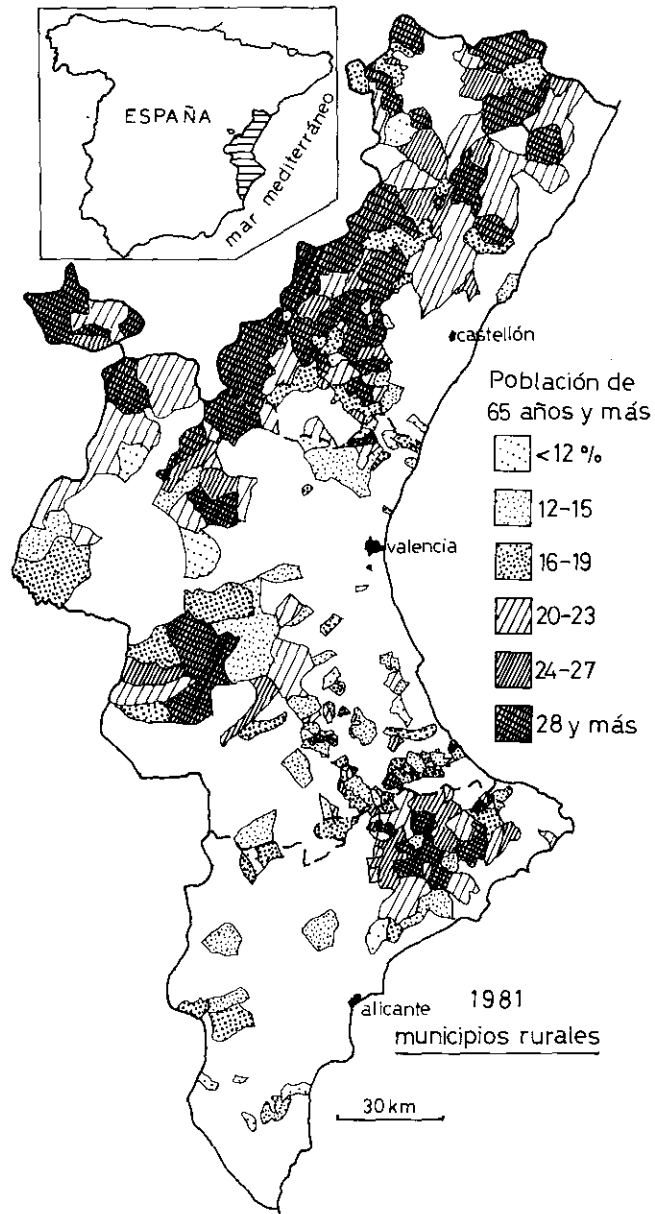 ESPAÑA
mar mediterráneo
castellón
Población de
65 años y más
<12 %
12-15
16-19
valencia
20-23
24-27
28 y más
alicante
1981
municipios rurales
30 km